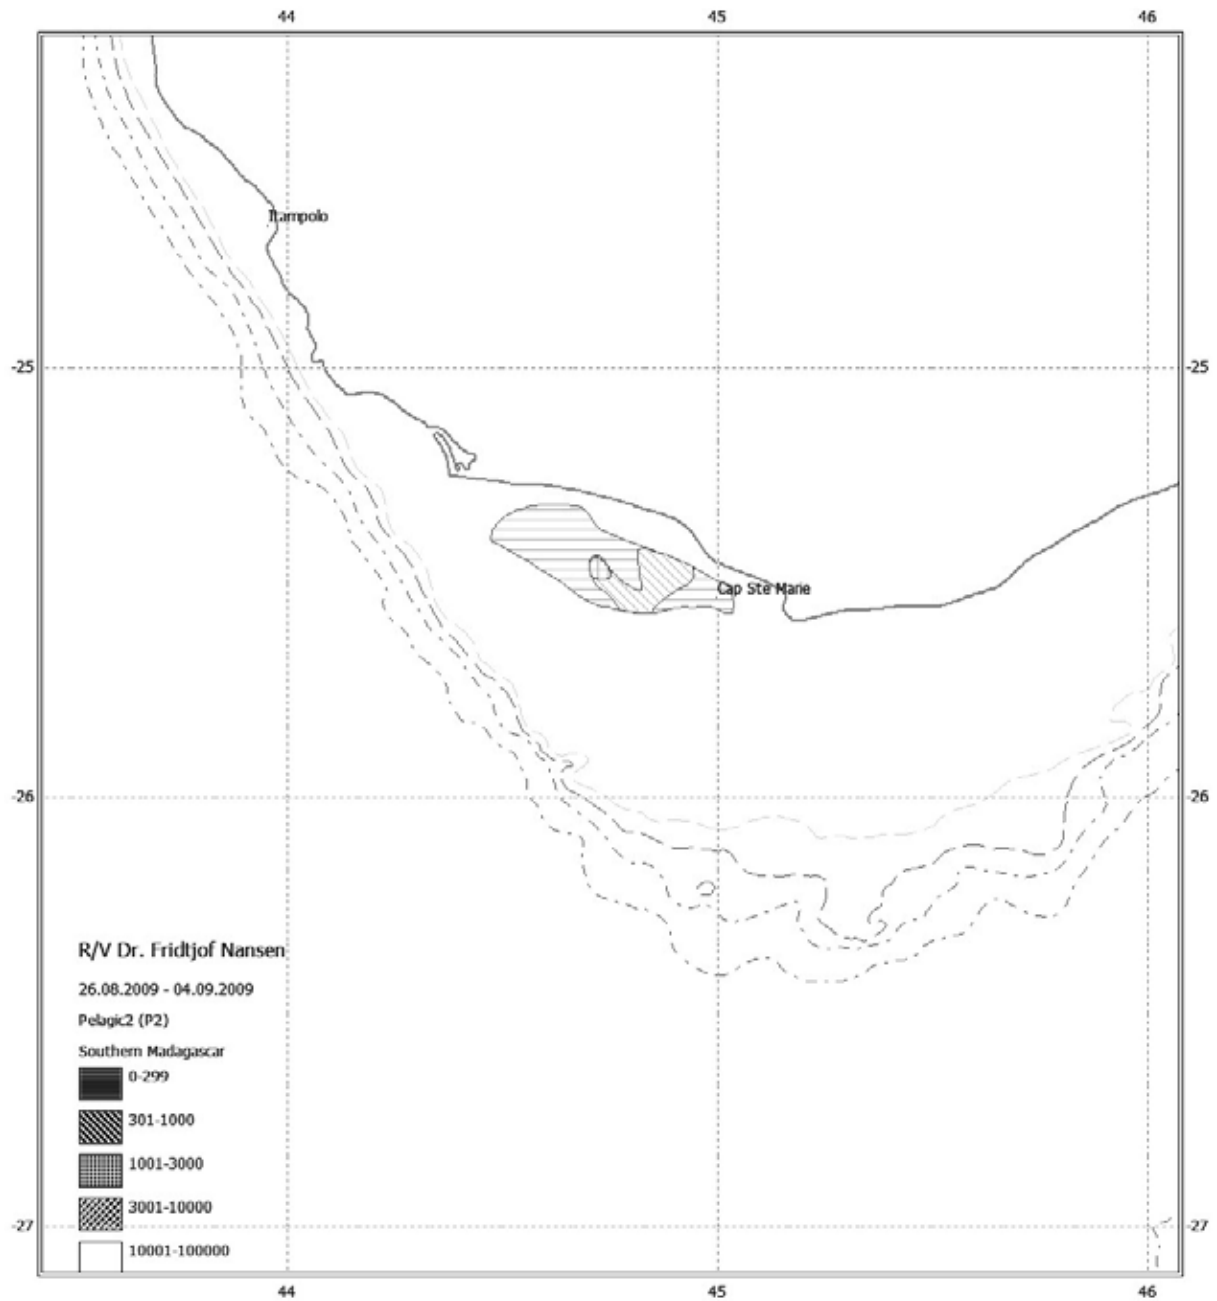 44 45 46
Itampolo
-25 -25
Cap Ste Marie
-26 -26
R/V Dr. Fridtjof Nansen
26.08.2009 - 04.09.2009
Pelagic2 (P2)
Southern Madagascar
0-299
301-1000
1001-3000
3001-10000
-27 -27
10001-100000
44 45 46